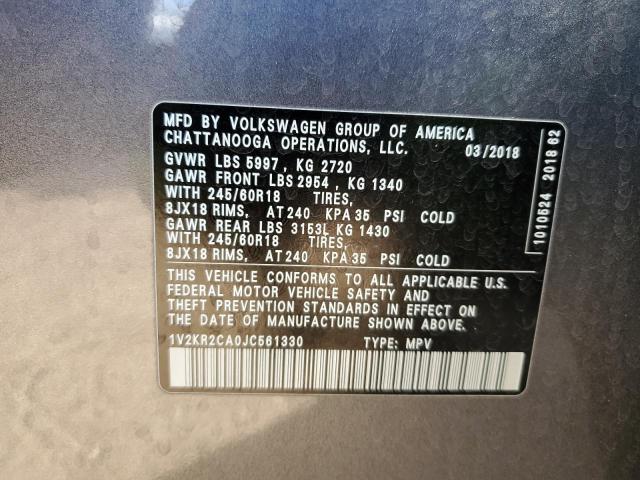 MFD BY VOLKSWAGEN GROUP OF AMERICA
CHATTANOOGA OPERATIONS, LLC. 03/2018
GVWR LBS 5997, KG 2720
GAWR FRONT LBS 2954, KG 1340
WITH 245/60R18 TIRES,
8JX18 RIMS, AT 240 KPA 35 PSI COLD
GAWR REAR LBS 3153L KG 1430
WITH 245/60R18 TIRES,
8JX18 RIMS, AT 240 KPA 35 PSI COLD
THIS VEHICLE CONFORMS TO ALL APPLICABLE U.S.
FEDERAL MOTOR VEHICLE SAFETY AND
THEFT PREVENTION STANDARDS IN EFFECT ON
THE DATE OF MANUFACTURE SHOWN ABOVE.
1V2KR2CA0JC561330 TYPE: MPV
1010524 2018 62